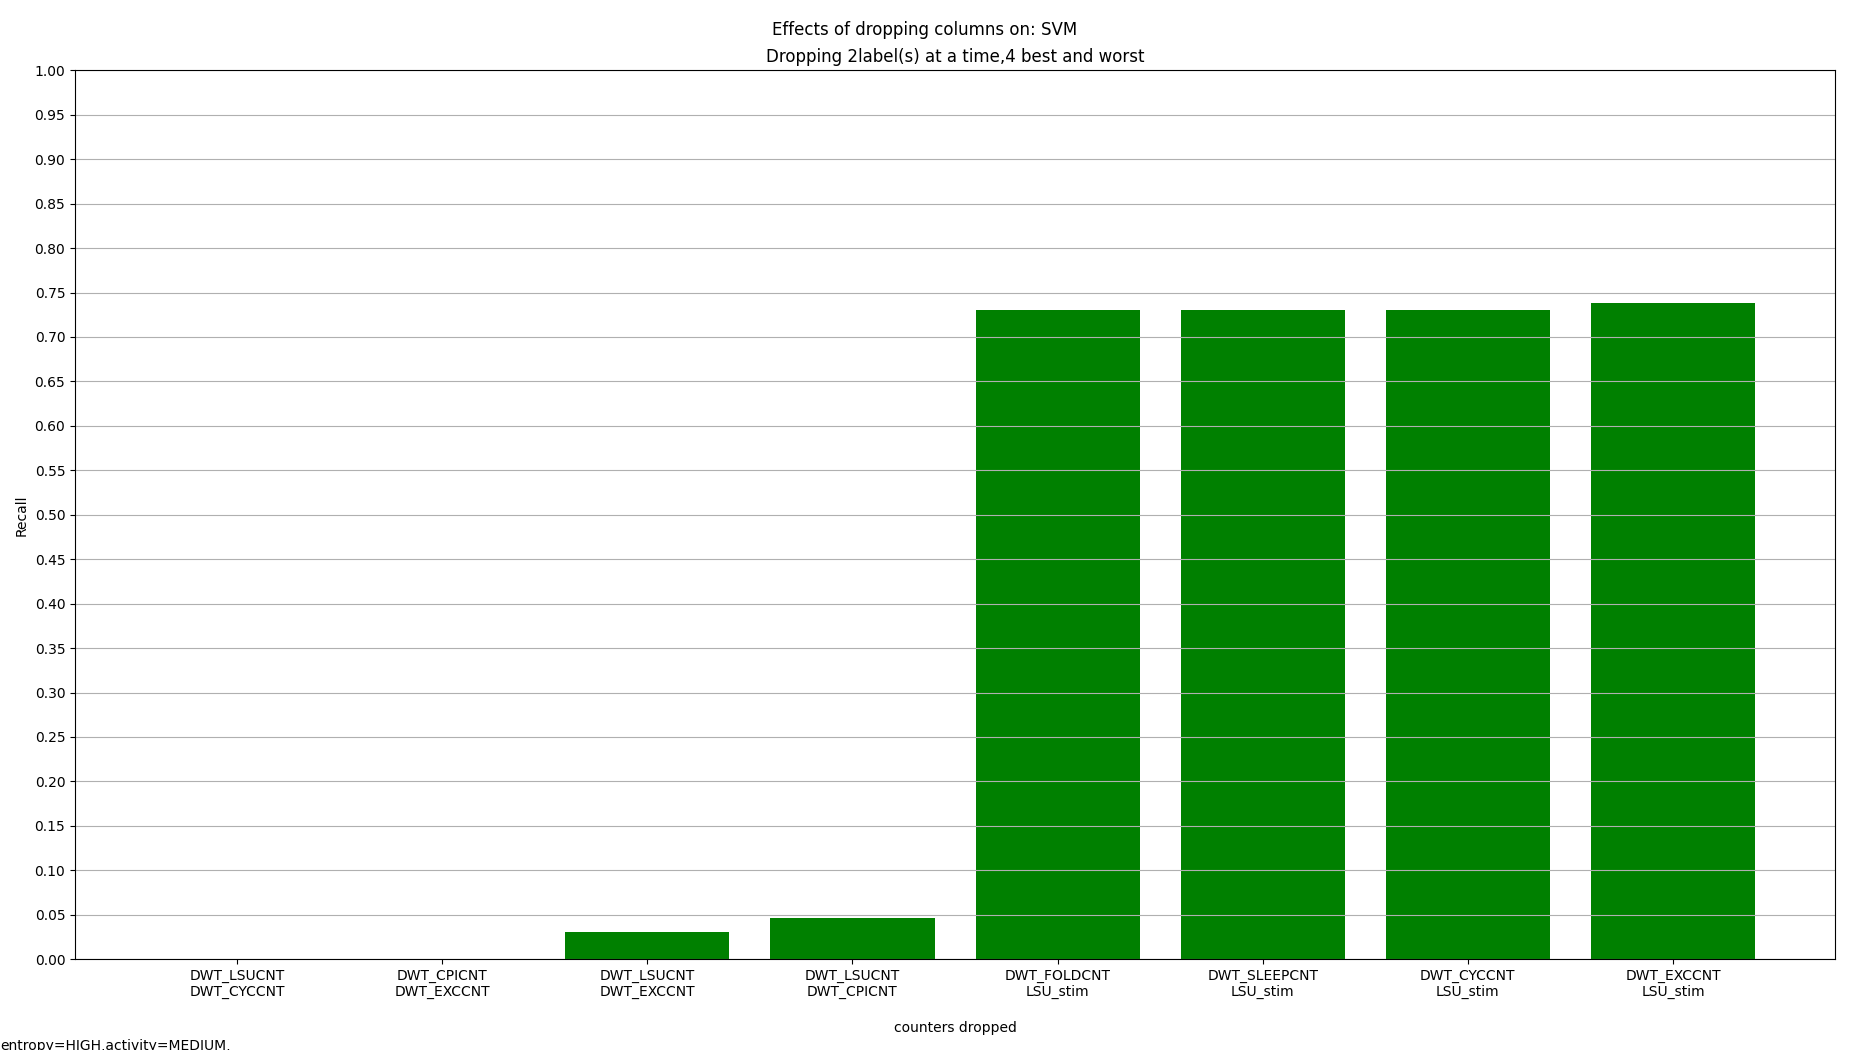 Effects of dropping columns on: SVM
Dropping 2label(s) at a time,4 best and worst
1.00
0.95
0.90
0.85
0.80
0.75
0.70
0.65
0.60
0.55
0.50
0.45
0.40
0.35
0.30
0.25
0.20
0.15
0.10
0.05
0.00
Recall
DWT_LSUCNT
DWT_CYCCNT
DWT_CPICNT
DWT_EXCCNT
DWT_LSUCNT
DWT_EXCCNT
DWT_LSUCNT
DWT_CPICNT
DWT_FOLDCNT
LSU_stim
DWT_SLEEPCNT
LSU_stim
DWT_CYCCNT
LSU_stim
DWT_EXCCNT
LSU_stim
counters dropped
entropy=HIGH,activity=MEDIUM,